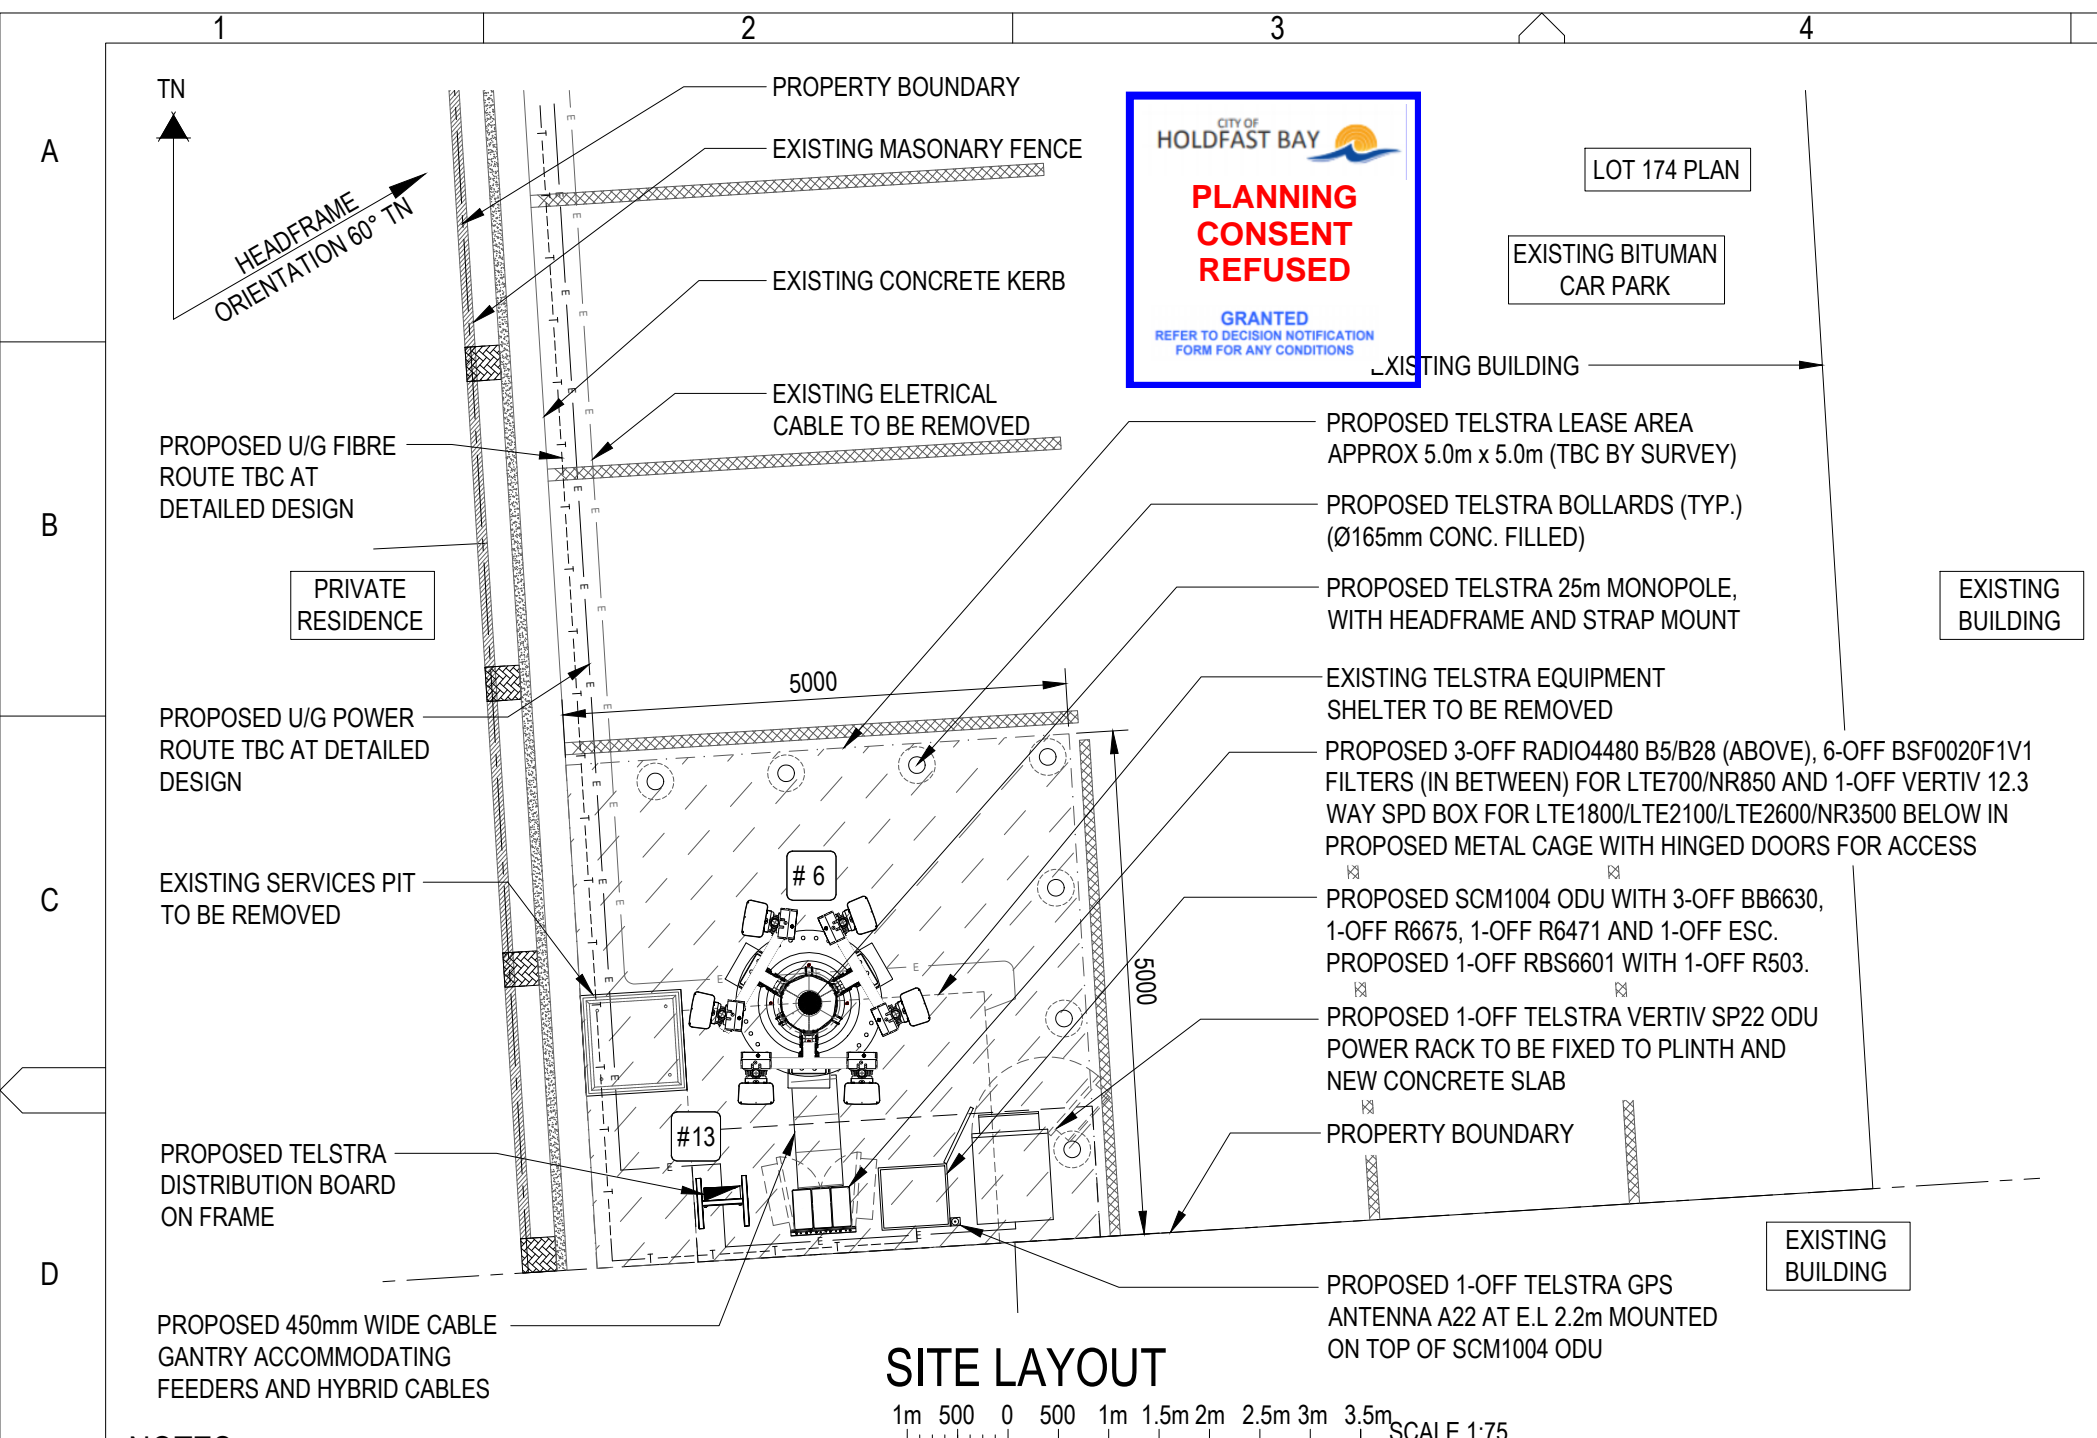 1
2
3
4
A
B
C
D
TN
HEADFRAME
ORIENTATION 60° TN
PROPERTY BOUNDARY
EXISTING MASONARY FENCE
EXISTING CONCRETE KERB
EXISTING ELETRICAL
CABLE TO BE REMOVED
CITY OF
HOLDFAST BAY
PLANNING
CONSENT
REFUSED
GRANTED
REFER TO DECISION NOTIFICATION
FORM FOR ANY CONDITIONS
LOT 174 PLAN
EXISTING BITUMAN
CAR PARK
EXISTING BUILDING
PROPOSED U/G FIBRE
ROUTE TBC AT
DETAILED DESIGN
PRIVATE
RESIDENCE
PROPOSED U/G POWER
ROUTE TBC AT DETAILED
DESIGN
EXISTING SERVICES PIT
TO BE REMOVED
PROPOSED TELSTRA
DISTRIBUTION BOARD
ON FRAME
PROPOSED 450mm WIDE CABLE
GANTRY ACCOMMODATING
FEEDERS AND HYBRID CABLES
5000
5000
# 6
#13
PROPOSED TELSTRA LEASE AREA
APPROX 5.0m x 5.0m (TBC BY SURVEY)
PROPOSED TELSTRA BOLLARDS (TYP.)
(Ø165mm CONC. FILLED)
PROPOSED TELSTRA 25m MONOPOLE,
WITH HEADFRAME AND STRAP MOUNT
EXISTING TELSTRA EQUIPMENT
SHELTER TO BE REMOVED
PROPOSED 3-OFF RADIO4480 B5/B28 (ABOVE), 6-OFF BSF0020F1V1
FILTERS (IN BETWEEN) FOR LTE700/NR850 AND 1-OFF VERTIV 12.3
WAY SPD BOX FOR LTE1800/LTE2100/LTE2600/NR3500 BELOW IN
PROPOSED METAL CAGE WITH HINGED DOORS FOR ACCESS
PROPOSED SCM1004 ODU WITH 3-OFF BB6630,
1-OFF R6675, 1-OFF R6471 AND 1-OFF ESC.
PROPOSED 1-OFF RBS6601 WITH 1-OFF R503.
PROPOSED 1-OFF TELSTRA VERTIV SP22 ODU
POWER RACK TO BE FIXED TO PLINTH AND
NEW CONCRETE SLAB
PROPERTY BOUNDARY
PROPOSED 1-OFF TELSTRA GPS
ANTENNA A22 AT E.L 2.2m MOUNTED
ON TOP OF SCM1004 ODU
EXISTING
BUILDING
EXISTING
BUILDING
SITE LAYOUT
1m 500 0 500 1m 1.5m 2m 2.5m 3m 3.5m
SCALE 1:75